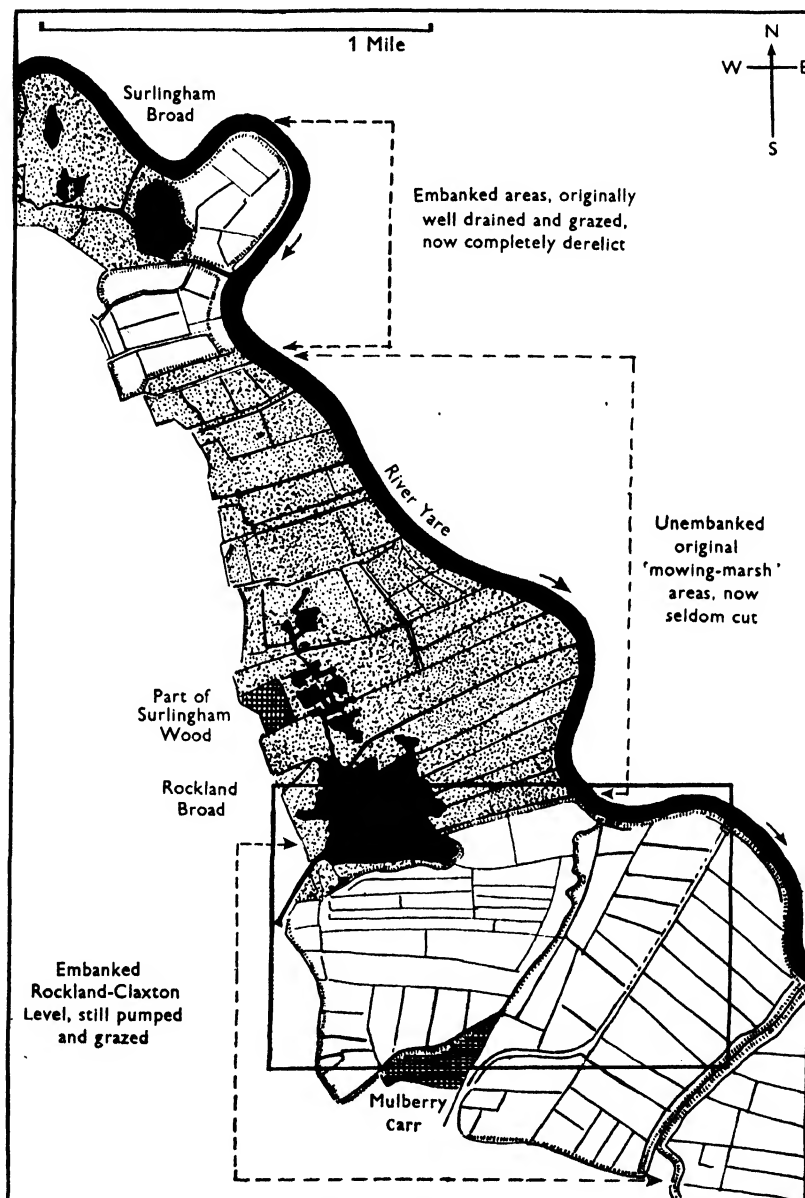 1 Mile
N
W E
S
Surlingham
Broad
Embanked areas, originally
well drained and grazed,
now completely derelict
River Yare
Unembanked
original
'mowing-marsh'
areas, now
seldom cut
Part of
Surlingham
Wood
Rockland
Broad
Embanked
Rockland-Claxton
Level, still pumped
and grazed
Mulberry
Carr